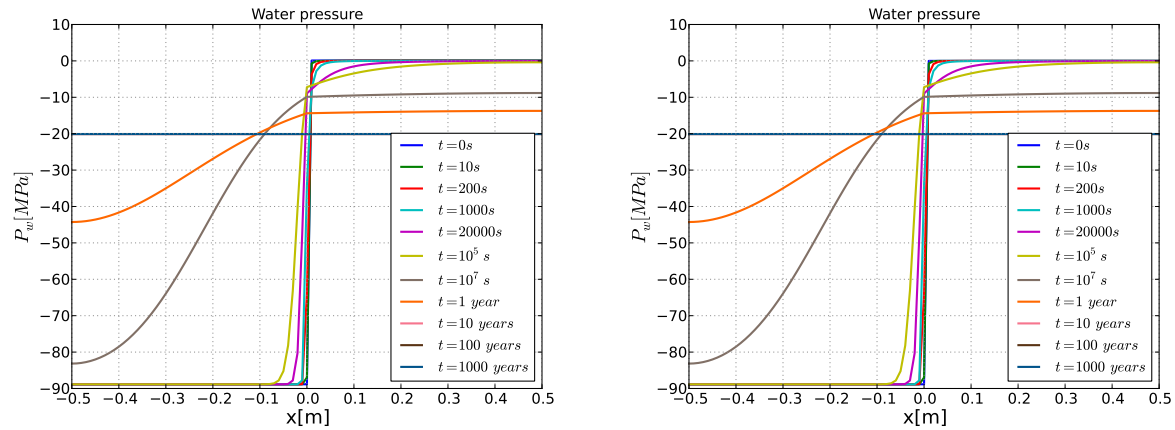 Water pressure
10
0
−10
−20
−30
−40
−50
−60
−70
−80
−90
P_w[MPa]
−0.5 −0.4 −0.3 −0.2 −0.1 0.0 0.1 0.2 0.3 0.4 0.5
x[m]
t=0s
t=10s
t=200s
t=1000s
t=20000s
t=10^5 s
t=10^7 s
t=1 year
t=10 years
t=100 years
t=1000 years
Water pressure
10
0
−10
−20
−30
−40
−50
−60
−70
−80
−90
P_w[MPa]
−0.5 −0.4 −0.3 −0.2 −0.1 0.0 0.1 0.2 0.3 0.4 0.5
x[m]
t=0s
t=10s
t=200s
t=1000s
t=20000s
t=10^5 s
t=10^7 s
t=1 year
t=10 years
t=100 years
t=1000 years